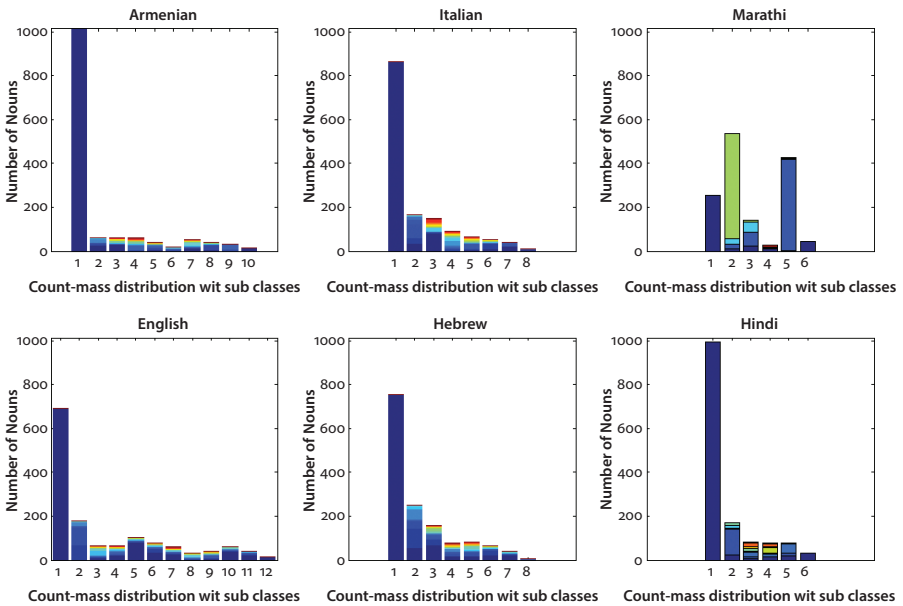 Armenian
Number of Nouns
1000
800
600
400
200
0
1 2 3 4 5 6 7 8 9 10
Count-mass distribution wit sub classes
Italian
Number of Nouns
1000
800
600
400
200
0
1 2 3 4 5 6 7 8
Count-mass distribution wit sub classes
Marathi
Number of Nouns
1000
800
600
400
200
0
1 2 3 4 5 6
Count-mass distribution wit sub classes
English
Number of Nouns
1000
800
600
400
200
0
1 2 3 4 5 6 7 8 9 10 11 12
Count-mass distribution wit sub classes
Hebrew
Number of Nouns
1000
800
600
400
200
0
1 2 3 4 5 6 7 8
Count-mass distribution wit sub classes
Hindi
Number of Nouns
1000
800
600
400
200
0
1 2 3 4 5 6
Count-mass distribution wit sub classes